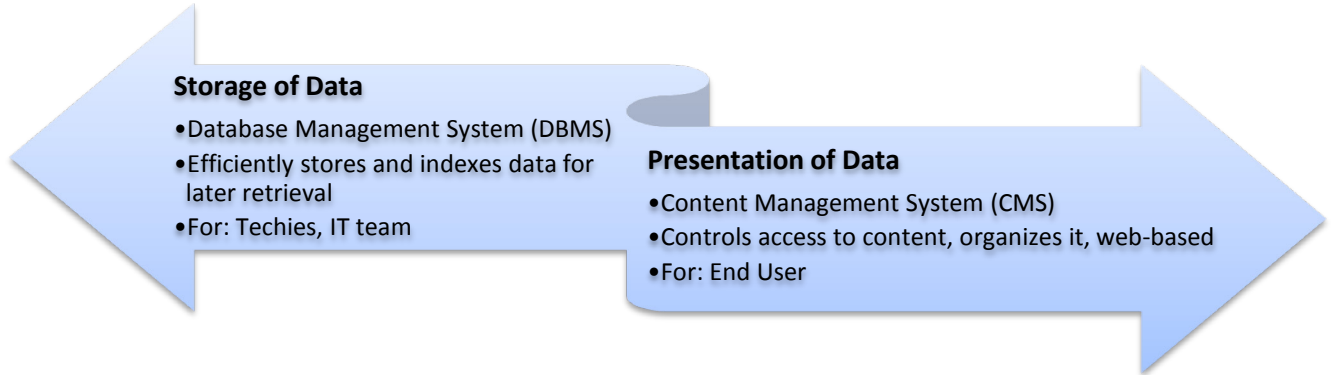 Storage of Data
•Database Management System (DBMS)
•Efficiently stores and indexes data for
later retrieval
•For: Techies, IT team
Presentation of Data
•Content Management System (CMS)
•Controls access to content, organizes it, web-based
•For: End User